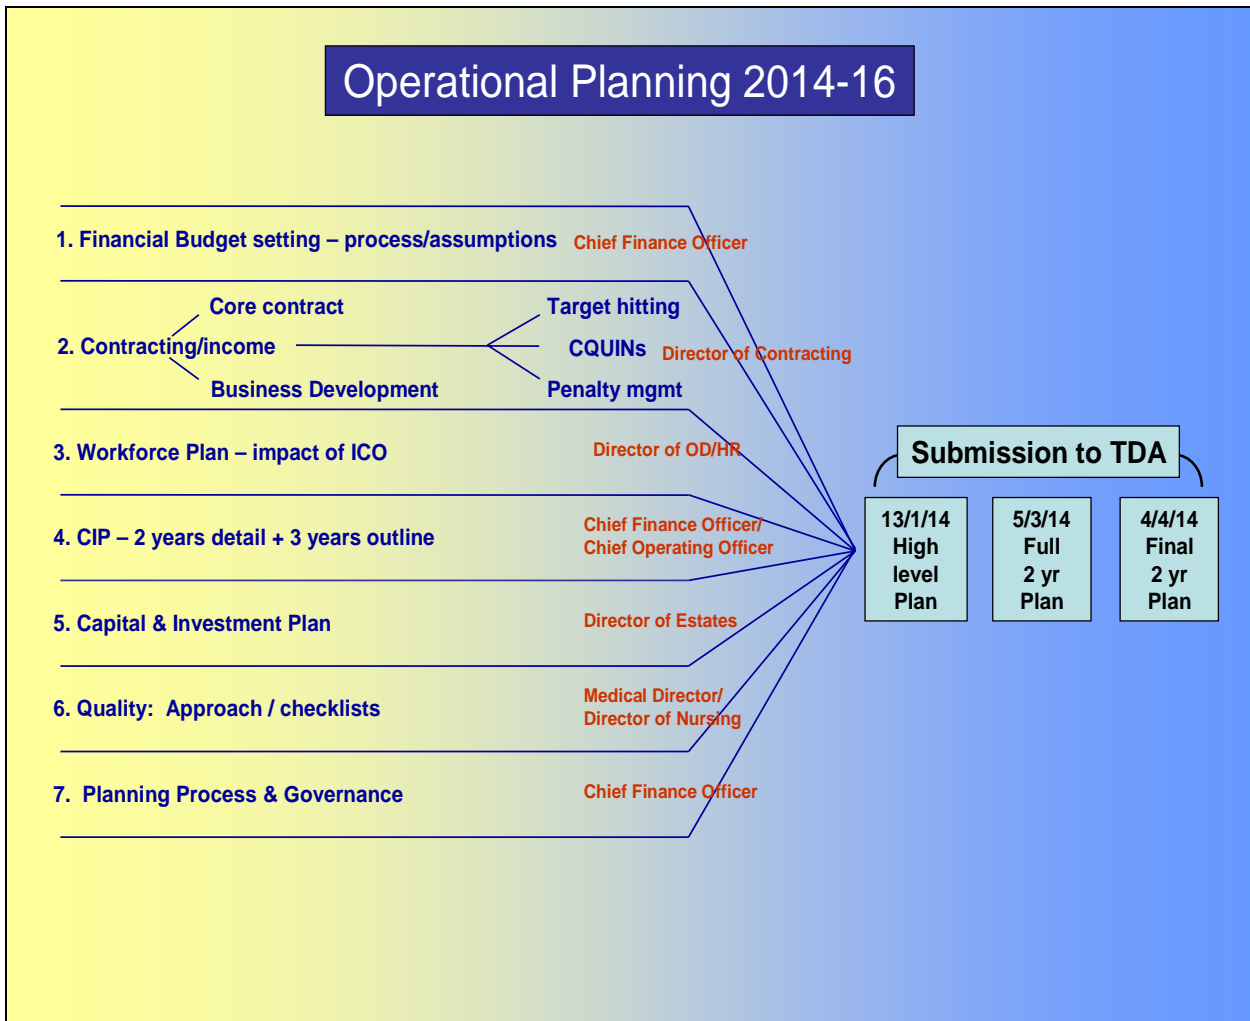 Operational Planning 2014-16
1. Financial Budget setting – process/assumptions Chief Finance Officer
Core contract Target hitting
2. Contracting/income CQUINs Director of Contracting
Business Development Penalty mgmt
3. Workforce Plan – impact of ICO Director of OD/HR
4. CIP – 2 years detail + 3 years outline Chief Finance Officer/
Chief Operating Officer
5. Capital & Investment Plan Director of Estates
6. Quality: Approach / checklists Medical Director/
Director of Nursing
7. Planning Process & Governance Chief Finance Officer
Submission to TDA
13/1/14
High
level
Plan
5/3/14
Full
2 yr
Plan
4/4/14
Final
2 yr
Plan